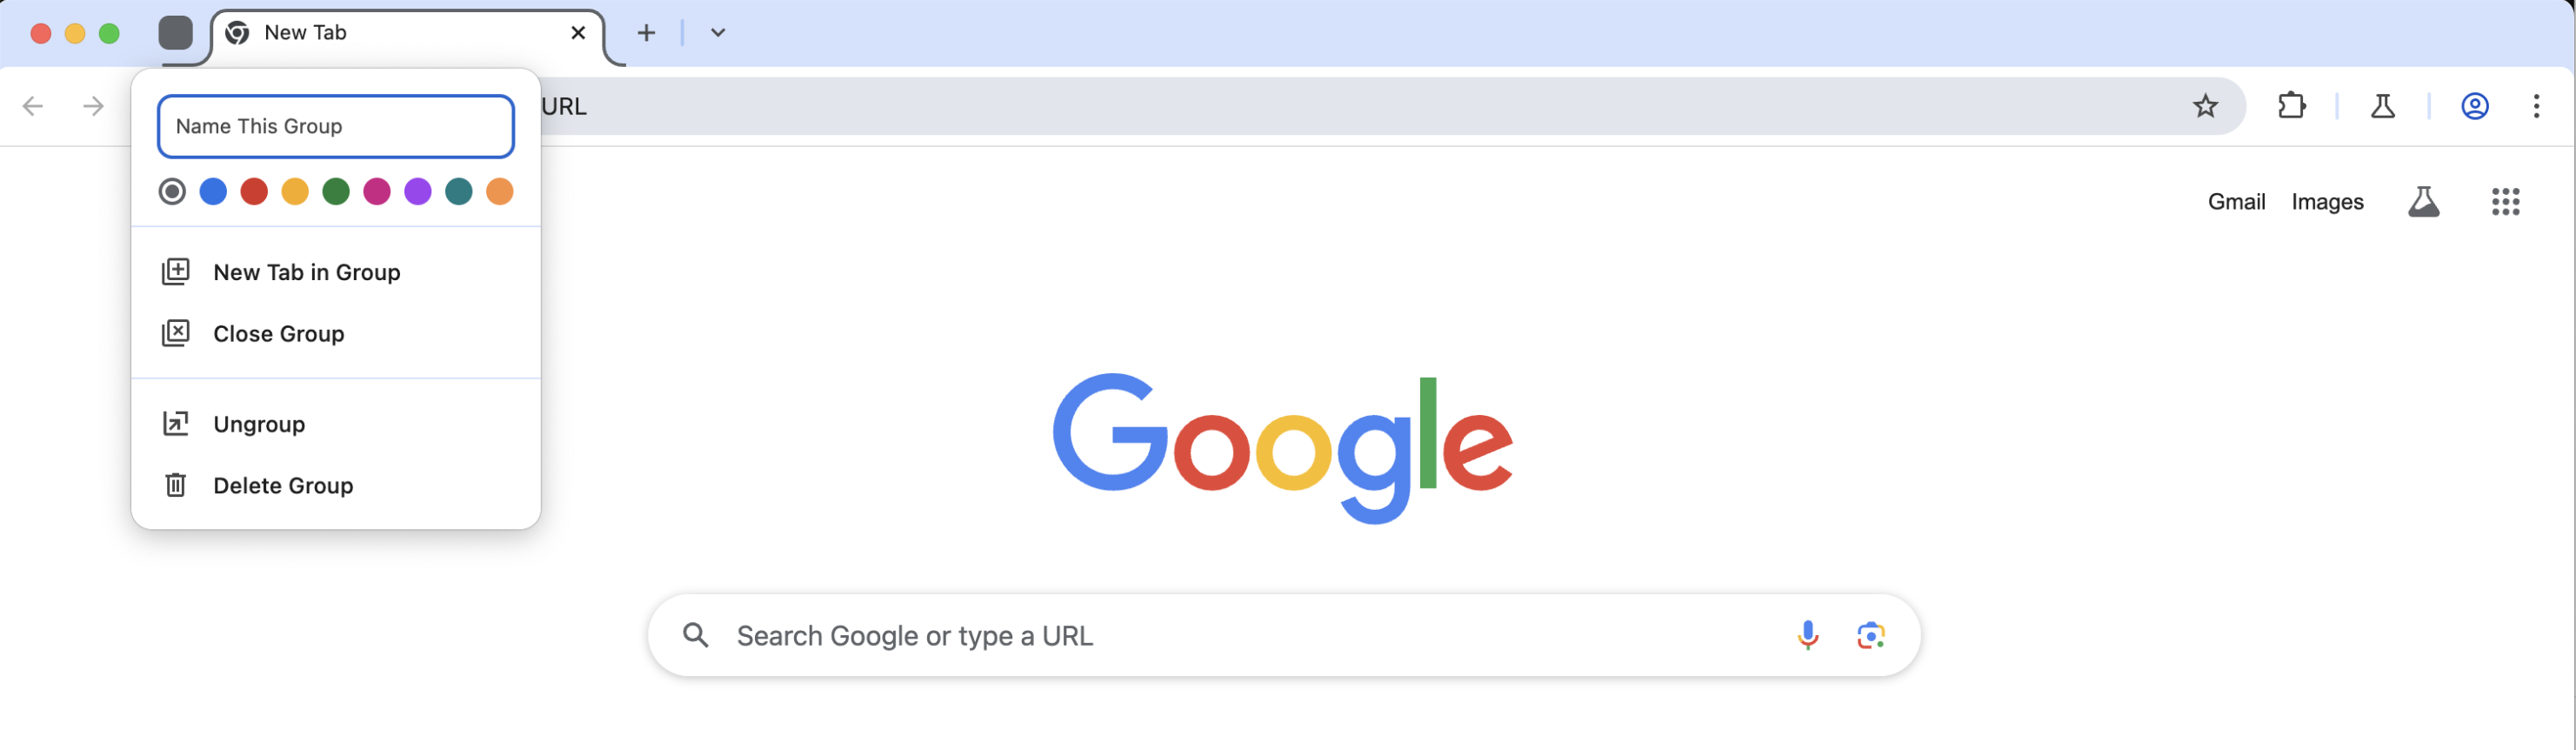 New Tab
URL
Name This Group
Gmail Images
New Tab in Group
Close Group
Ungroup
Delete Group
Google
Search Google or type a URL